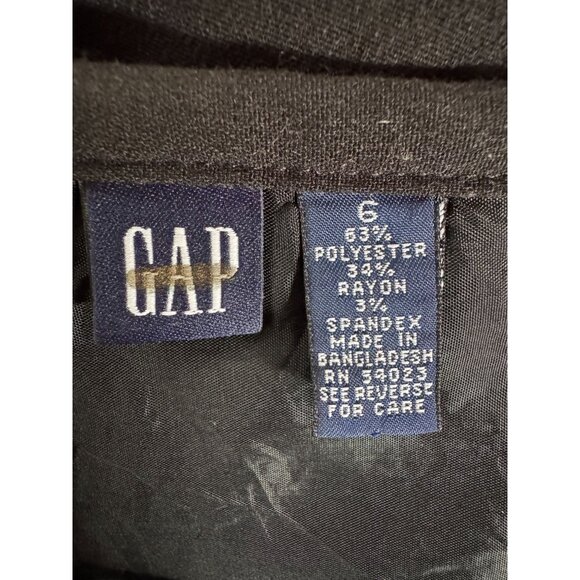 GAP
6
63%
POLYESTER
34%
RAYON
3%
SPANDEX
MADE IN
BANGLADESH
RN 54023
SEE REVERSE
FOR CARE